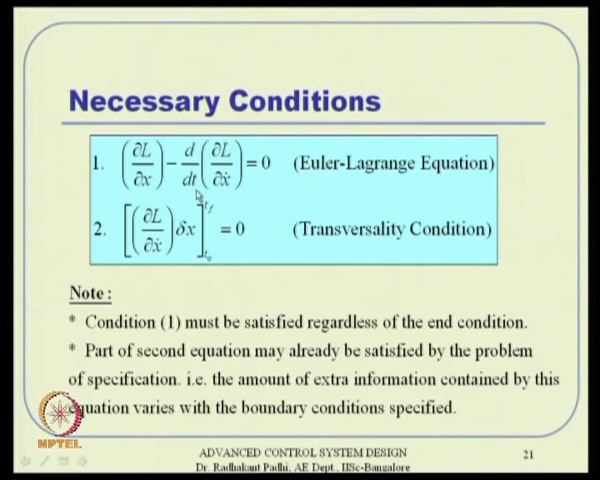 Necessary Conditions
1. (∂L/∂x) − d/dt (∂L/∂ẋ) = 0 (Euler-Lagrange Equation)
2. [(∂L/∂ẋ) δx]_{t_0}^{t_f} = 0 (Transversality Condition)
Note :
* Condition (1) must be satisfied regardless of the end condition.
* Part of second equation may already be satisfied by the problem
of specification. i.e. the amount of extra information contained by this
equation varies with the boundary conditions specified.
NPTEL
ADVANCED CONTROL SYSTEM DESIGN
Dr. Radhakant Padhi, AE Dept., IISc-Bangalore
21